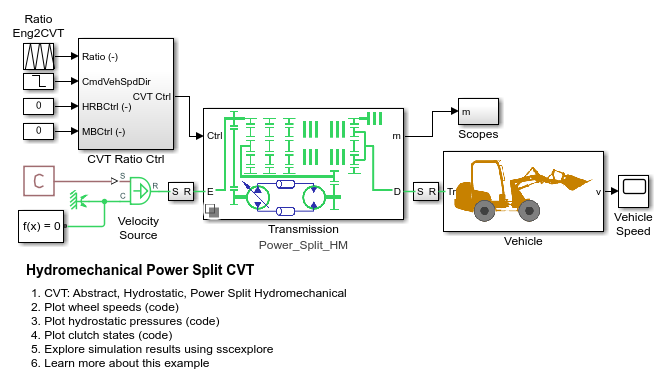 Ratio
Eng2CVT
Ratio (-)
CmdVehSpdDir
CVT Ctrl
0
HRBCtrl (-)
0
MBCtrl (-)
CVT Ratio Ctrl
Ctrl
m
m
Scopes
C
S
C
R
S R
E
D
S R
Tr
v
f(x) = 0
Velocity
Source
Transmission
Power_Split_HM
Vehicle
Vehicle
Speed
Hydromechanical Power Split CVT
1. CVT: Abstract, Hydrostatic, Power Split Hydromechanical
2. Plot wheel speeds (code)
3. Plot hydrostatic pressures (code)
4. Plot clutch states (code)
5. Explore simulation results using sscexplore
6. Learn more about this example